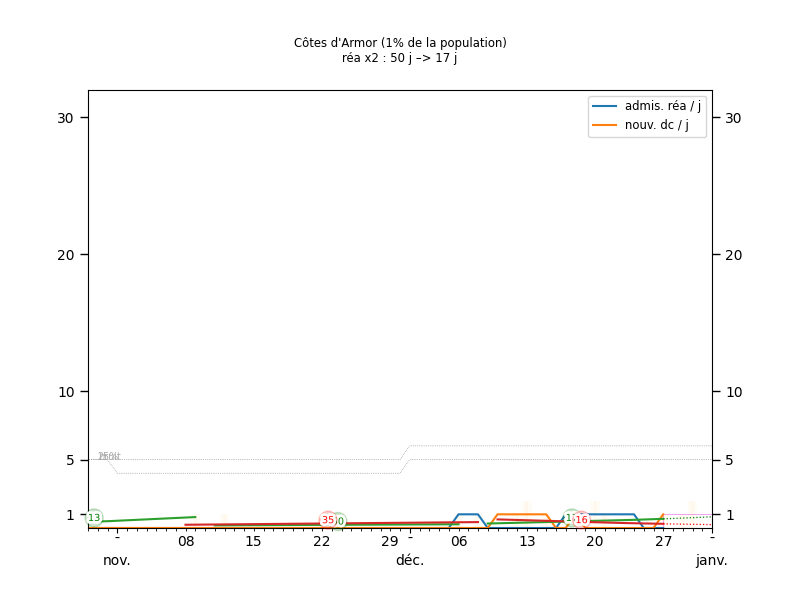 Côtes d'Armor (1% de la population)
réa x2 : 50 j –> 17 j
admis. réa / j
nouv. dc / j
30 30
20 20
10 10
5 5
1 1
13 35 16
08 15 22 29 06 13 20 27
nov. déc. janv.